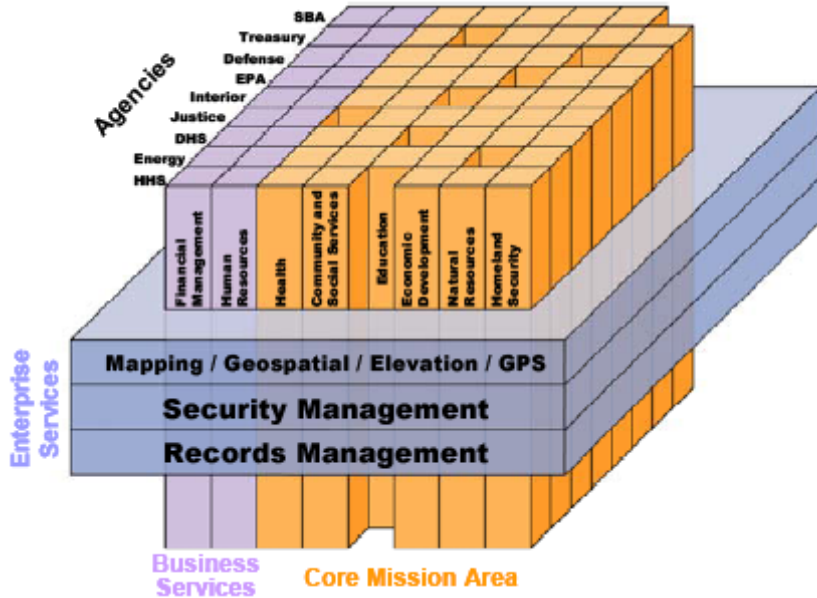 SBA
Treasury
Defense
EPA
Interior
Justice
DHS
Energy
HHS
Agencies
Financial
Management
Human
Resources
Health
Community and
Social Services
Education
Economic
Development
Natural
Resources
Homeland
Security
Enterprise
Services
Mapping / Geospatial / Elevation / GPS
Security Management
Records Management
Business
Services
Core Mission Area